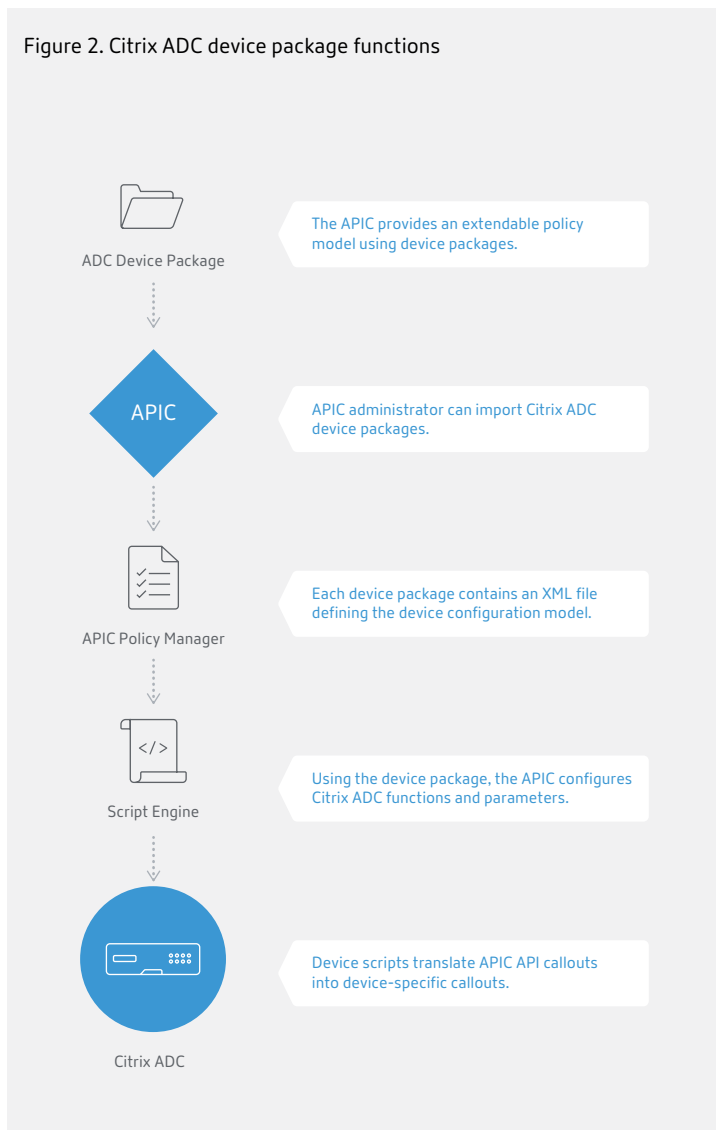 Figure 2. Citrix ADC device package functions
ADC Device Package
The APIC provides an extendable policy
model using device packages.
APIC
APIC administrator can import Citrix ADC
device packages.
APIC Policy Manager
Each device package contains an XML file
defining the device configuration model.
</>
Script Engine
Using the device package, the APIC configures
Citrix ADC functions and parameters.
Citrix ADC
Device scripts translate APIC API callouts
into device-specific callouts.